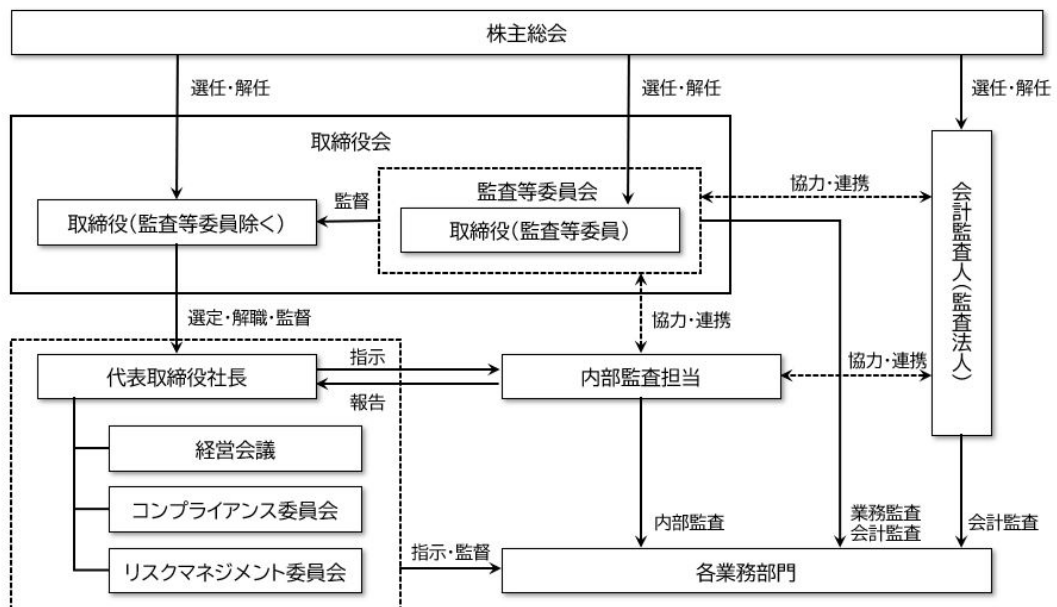 株主総会
選任・解任
選任・解任
選任・解任
取締役会
監査等委員会
協力・連携
監督
取締役(監査等委員除く)
取締役(監査等委員)
会計監査人(監査法人)
選定・解職・監督
協力・連携
代表取締役社長
指示
報告
内部監査担当
協力・連携
経営会議
コンプライアンス委員会
リスクマネジメント委員会
内部監査
業務監査
会計監査
会計監査
指示・監督
各業務部門